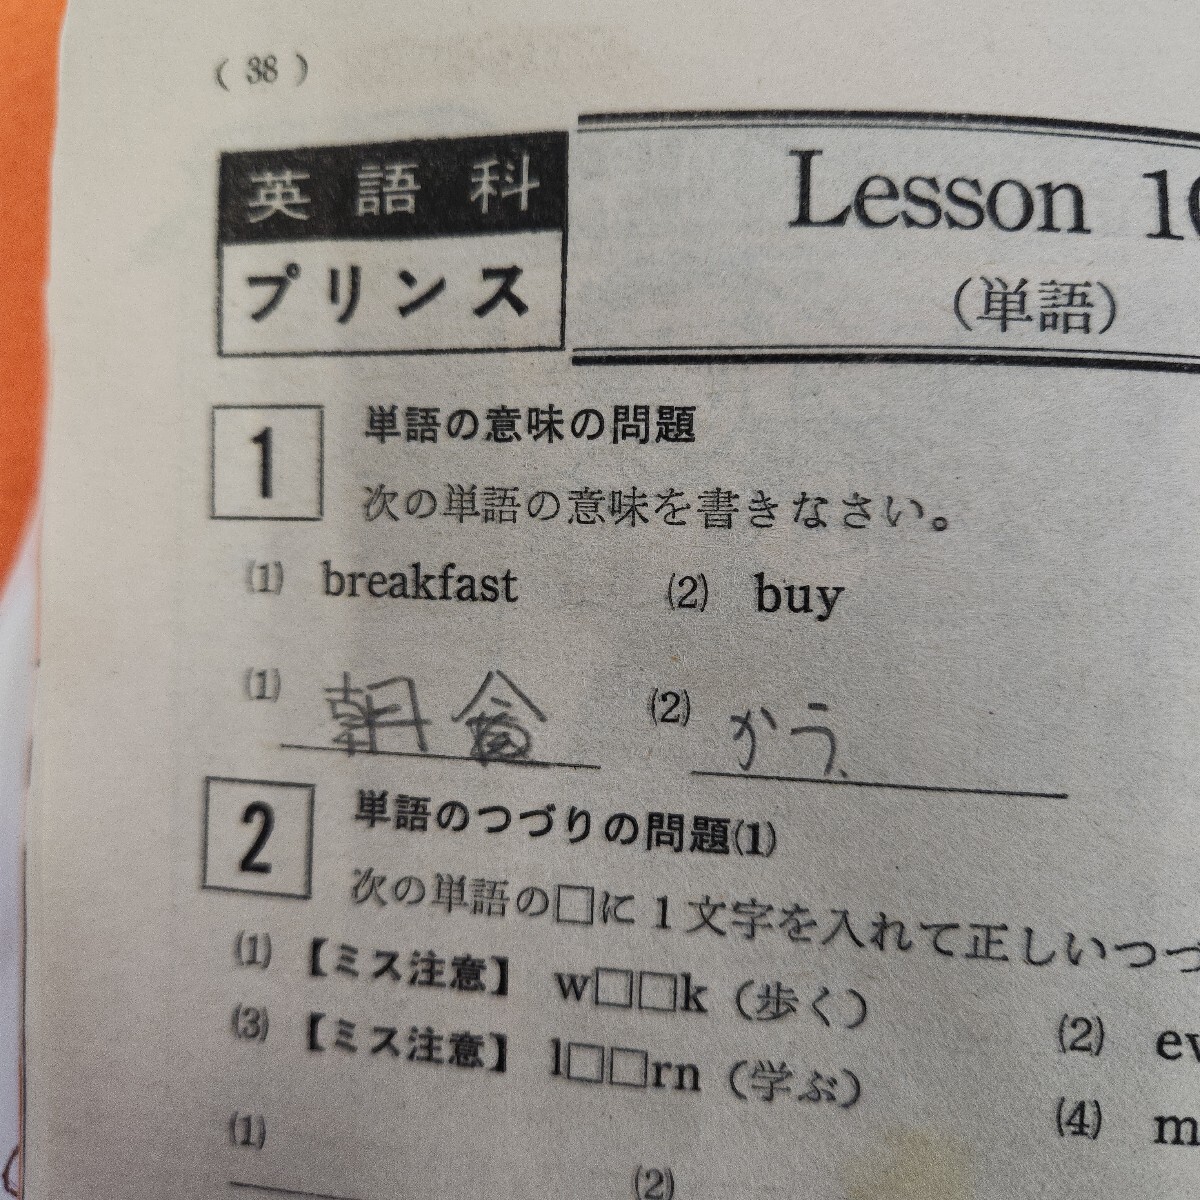 ( 38 )
英語科
プリンス
Lesson 10
(単語)
1 単語の意味の問題
次の単語の意味を書きなさい。
(1) breakfast (2) buy
(1) 朝食 (2) かう.
2 単語のつづりの問題(1)
次の単語の□に1文字を入れて正しいつづ
(1) 【ミス注意】 w□□k (歩く) (2) ev
(3) 【ミス注意】 l□□rn (学ぶ) (4) m
(1)
(2)